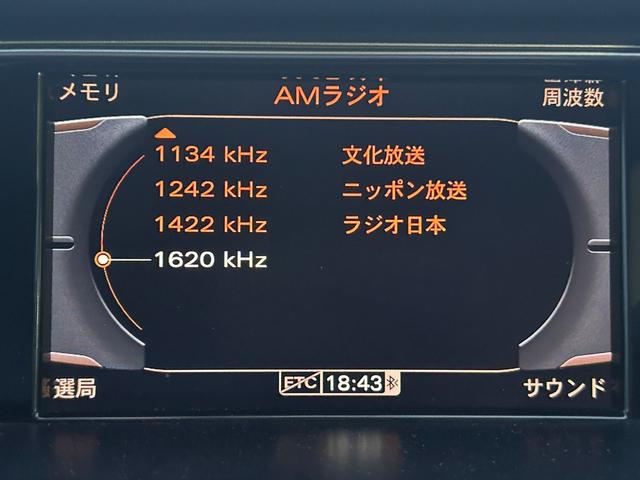 メモリ
AMラジオ
周波数
1134 kHz 文化放送
1242 kHz ニッポン放送
1422 kHz ラジオ日本
1620 kHz
選局
ETC 18:43
サウンド